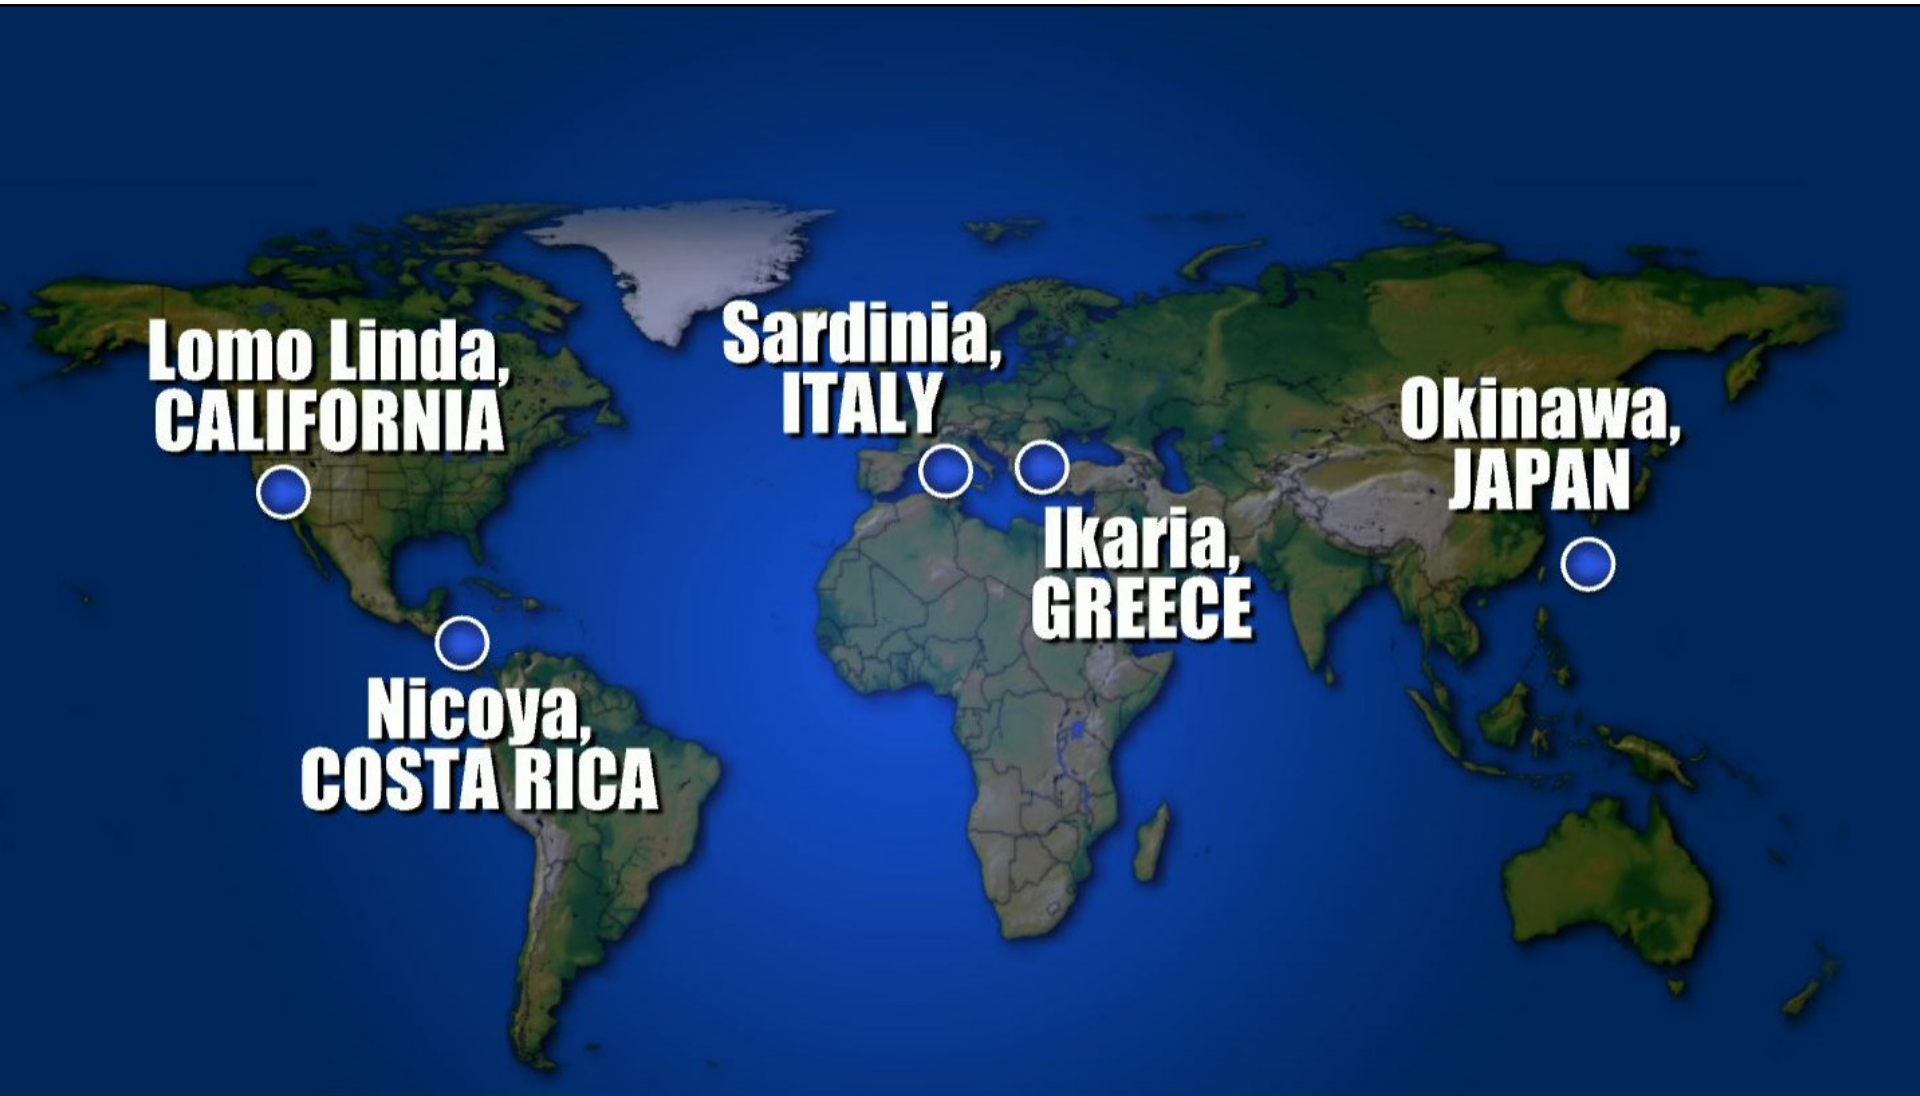 Lomo Linda,
CALIFORNIA
Sardinia,
ITALY
Okinawa,
JAPAN
Ikaria,
GREECE
Nicoya,
COSTA RICA